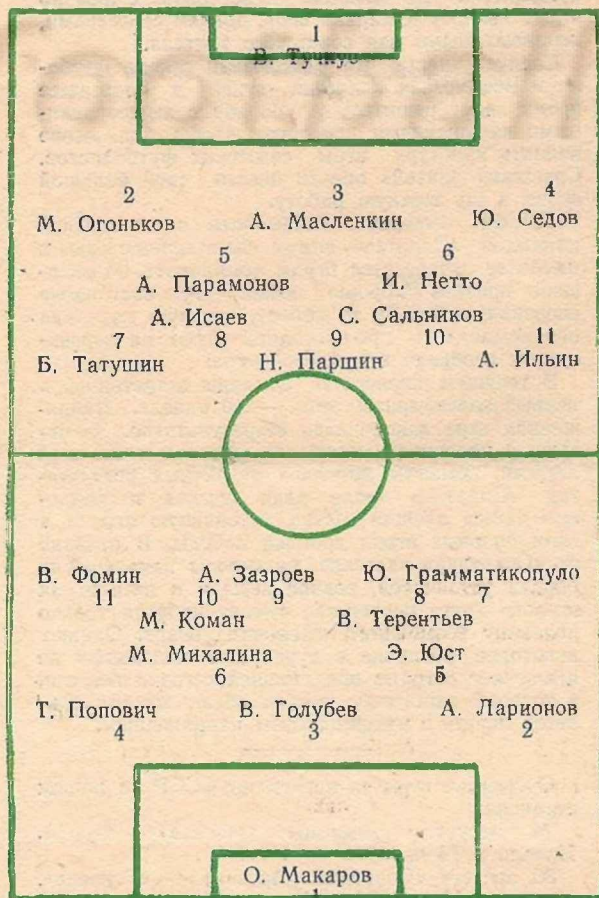 1
В. Тучкус
2 3 4
М. Огоньков А. Масленкин Ю. Седов
5 6
А. Парамонов И. Нетто
А. Исаев С. Сальников
7 8 9 10 11
Б. Татушин Н. Паршин А. Ильин
В. Фомин А. Зазроев Ю. Грамматикопуло
11 10 9 8 7
М. Коман В. Терентьев
М. Михалина Э. Юст
6 5
Т. Попович В. Голубев А. Ларионов
4 3 2
О. Макаров
1